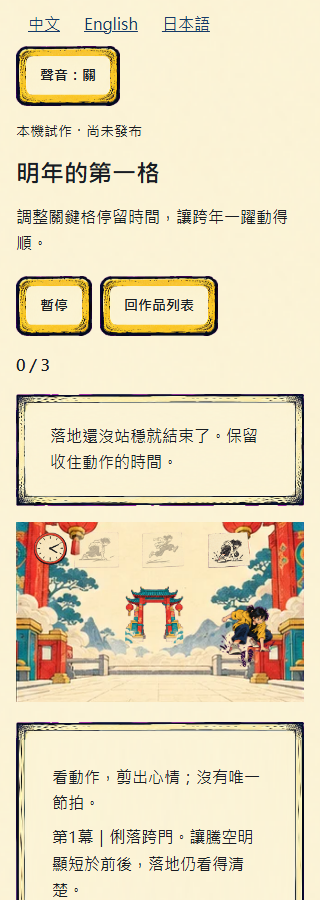 中文 English 日本語
聲音：關
本機試作・尚未發布
明年的第一格
調整關鍵格停留時間，讓跨年一躍動得
順。
暫停 回作品列表
0 / 3
落地還沒站穩就結束了。保留
收住動作的時間。
看動作，剪出心情；沒有唯一
節拍。
第1幕｜俐落跨門。讓騰空明
顯短於前後，落地仍看得清
楚。